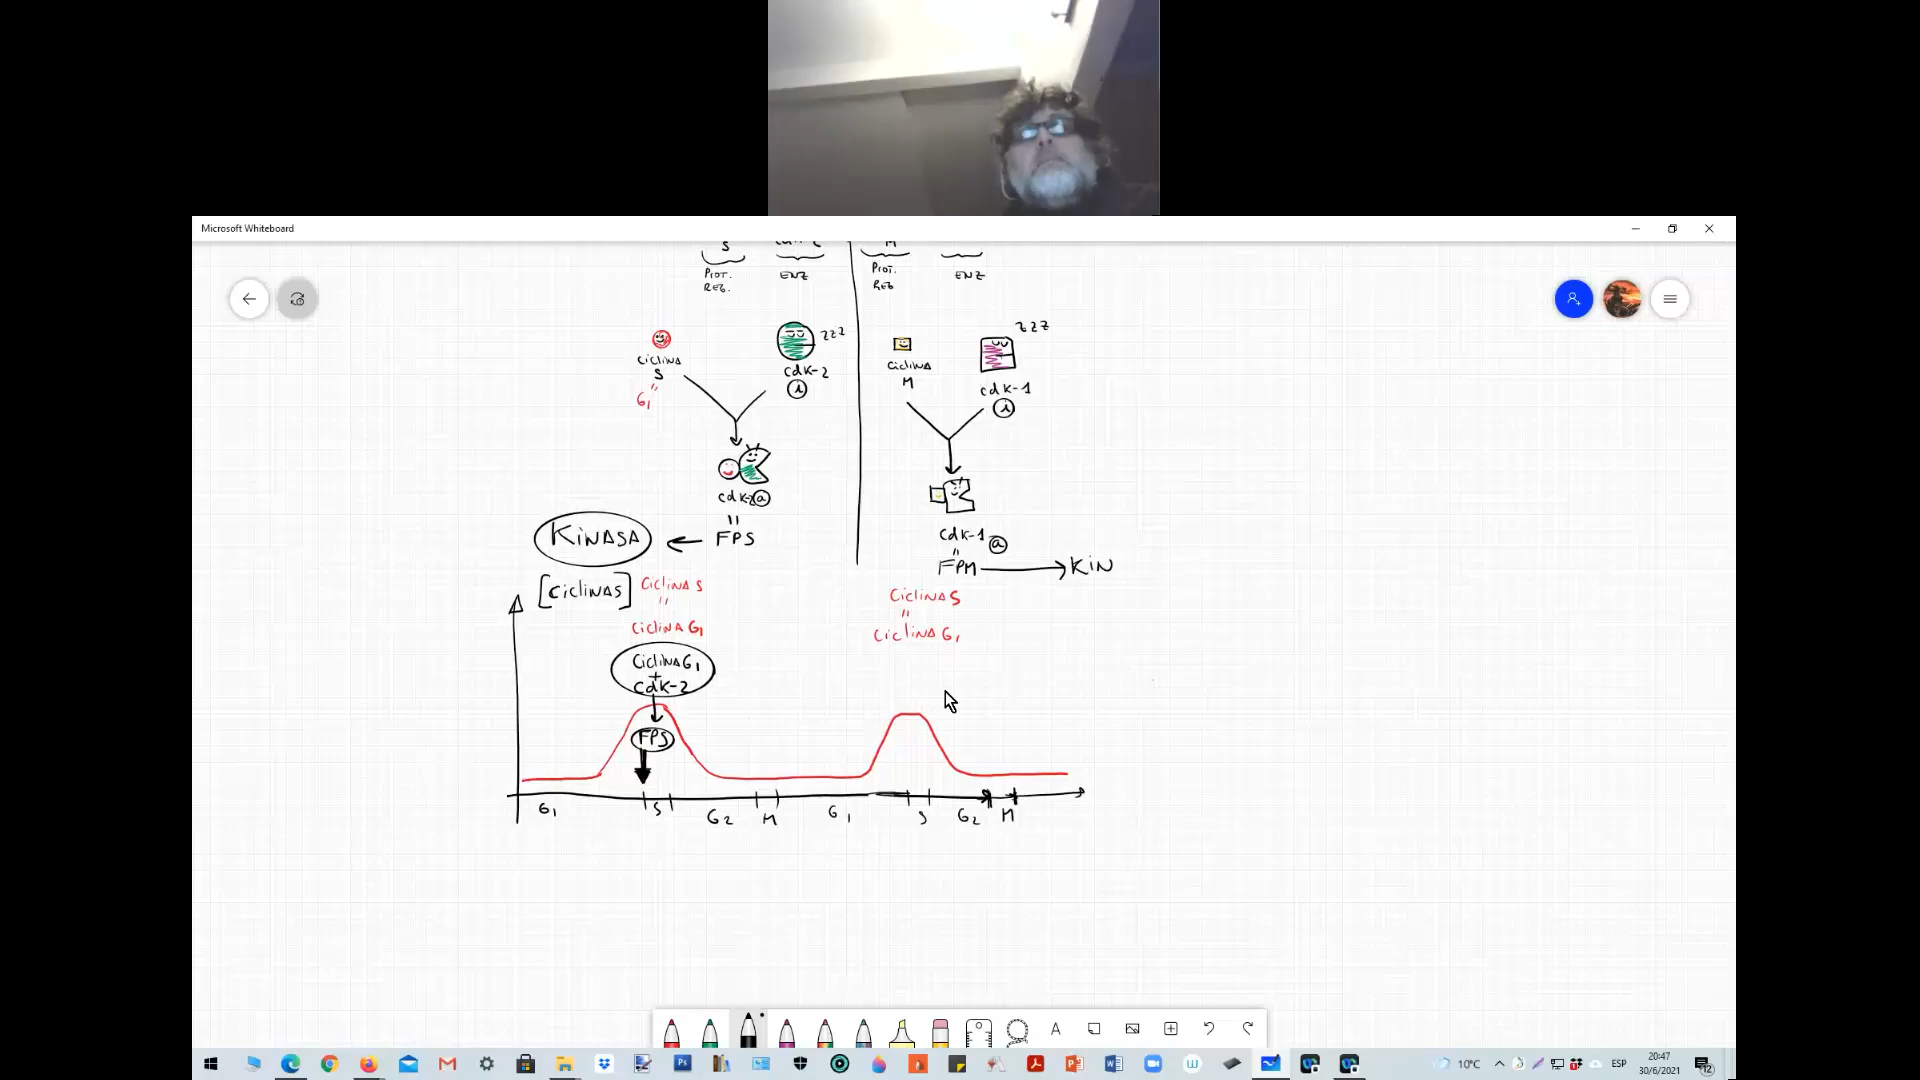 Microsoft Whiteboard
S
M
PROT.
REG.
ENZ
PROT.
REG
ENZ
zzz
zzz
CiCLiNA
S
"
G1
cdk-2
i
CiCLiNA
M
cdk-1
i
cdk-2 a
"
FPS
KiNASA
cdk-1 a
"
FPM
KiN
[CiCLiNAS]
CiCLiNA S
"
CiCLiNA G1
CiCLiNAS
"
CiCLiNA G1
CiCLiNA G1
+
cdk-2
FPS
G1
S
G2
M
G1
S
G2
M
A
10°C
ESP
20:47
30/6/2021
12